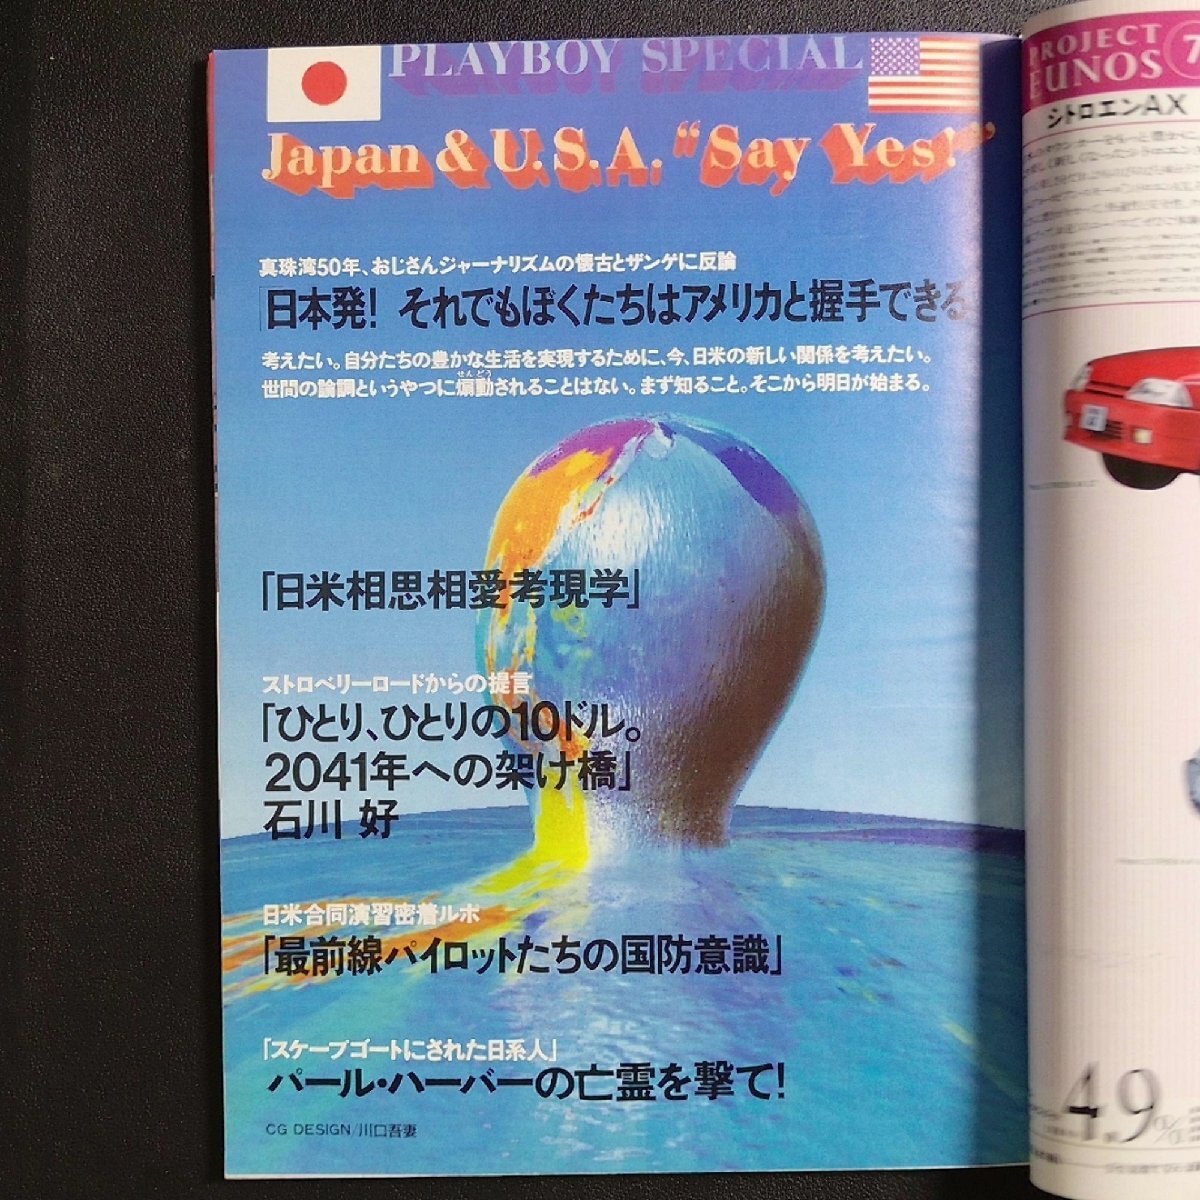 PLAYBOY SPECIAL
Japan & U.S.A. “Say Yes!”
真珠湾50年、おじさんジャーナリズムの懐古とザンゲに反論
「日本発! それでもぼくたちはアメリカと握手できる
考えたい。自分たちの豊かな生活を実現するために、今、日米の新しい関係を考えたい。
せんどう
世間の論調というやつに煽動されることはない。まず知ること。そこから明日が始まる。
「日米相思相愛考現学」
ストロベリーロードからの提言
「ひとり、ひとりの10ドル。
2041年への架け橋」
石川 好
日米合同演習密着ルポ
「最前線パイロットたちの国防意識」
「スケープゴートにされた日系人」
パール・ハーバーの亡霊を撃て!
CG DESIGN/川口吾妻
PROJECT
EUNOS 7
シトロエンAX
49%